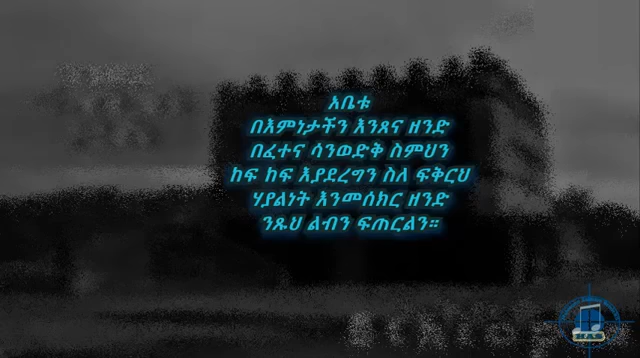 አቤቱ
በእምነታችን እንጸና ዘንድ
በፈተና ሳንወድቅ ስምህን
ከፍ ከፍ እያደረግን ስለ ፍቅርህ
ሃያልነት እንመሰክር ዘንድ
ንጹህ ልብን ፍጠርልን።